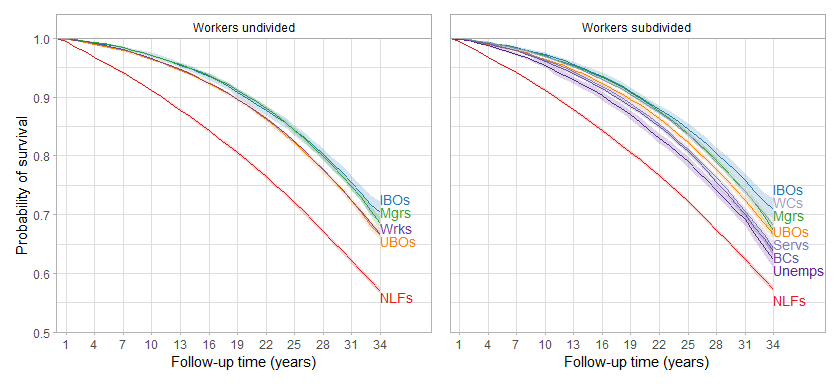 Workers undivided
Workers subdivided
Probability of survival
1.0
0.9
0.8
0.7
0.6
0.5
IBOs
Mgrs
Wrks
UBOs
NLFs
IBOs
WCs
Mgrs
UBOs
Servs
BCs
Unemps
NLFs
1 4 7 10 13 16 19 22 25 28 31 34
1 4 7 10 13 16 19 22 25 28 31 34
Follow-up time (years)
Follow-up time (years)